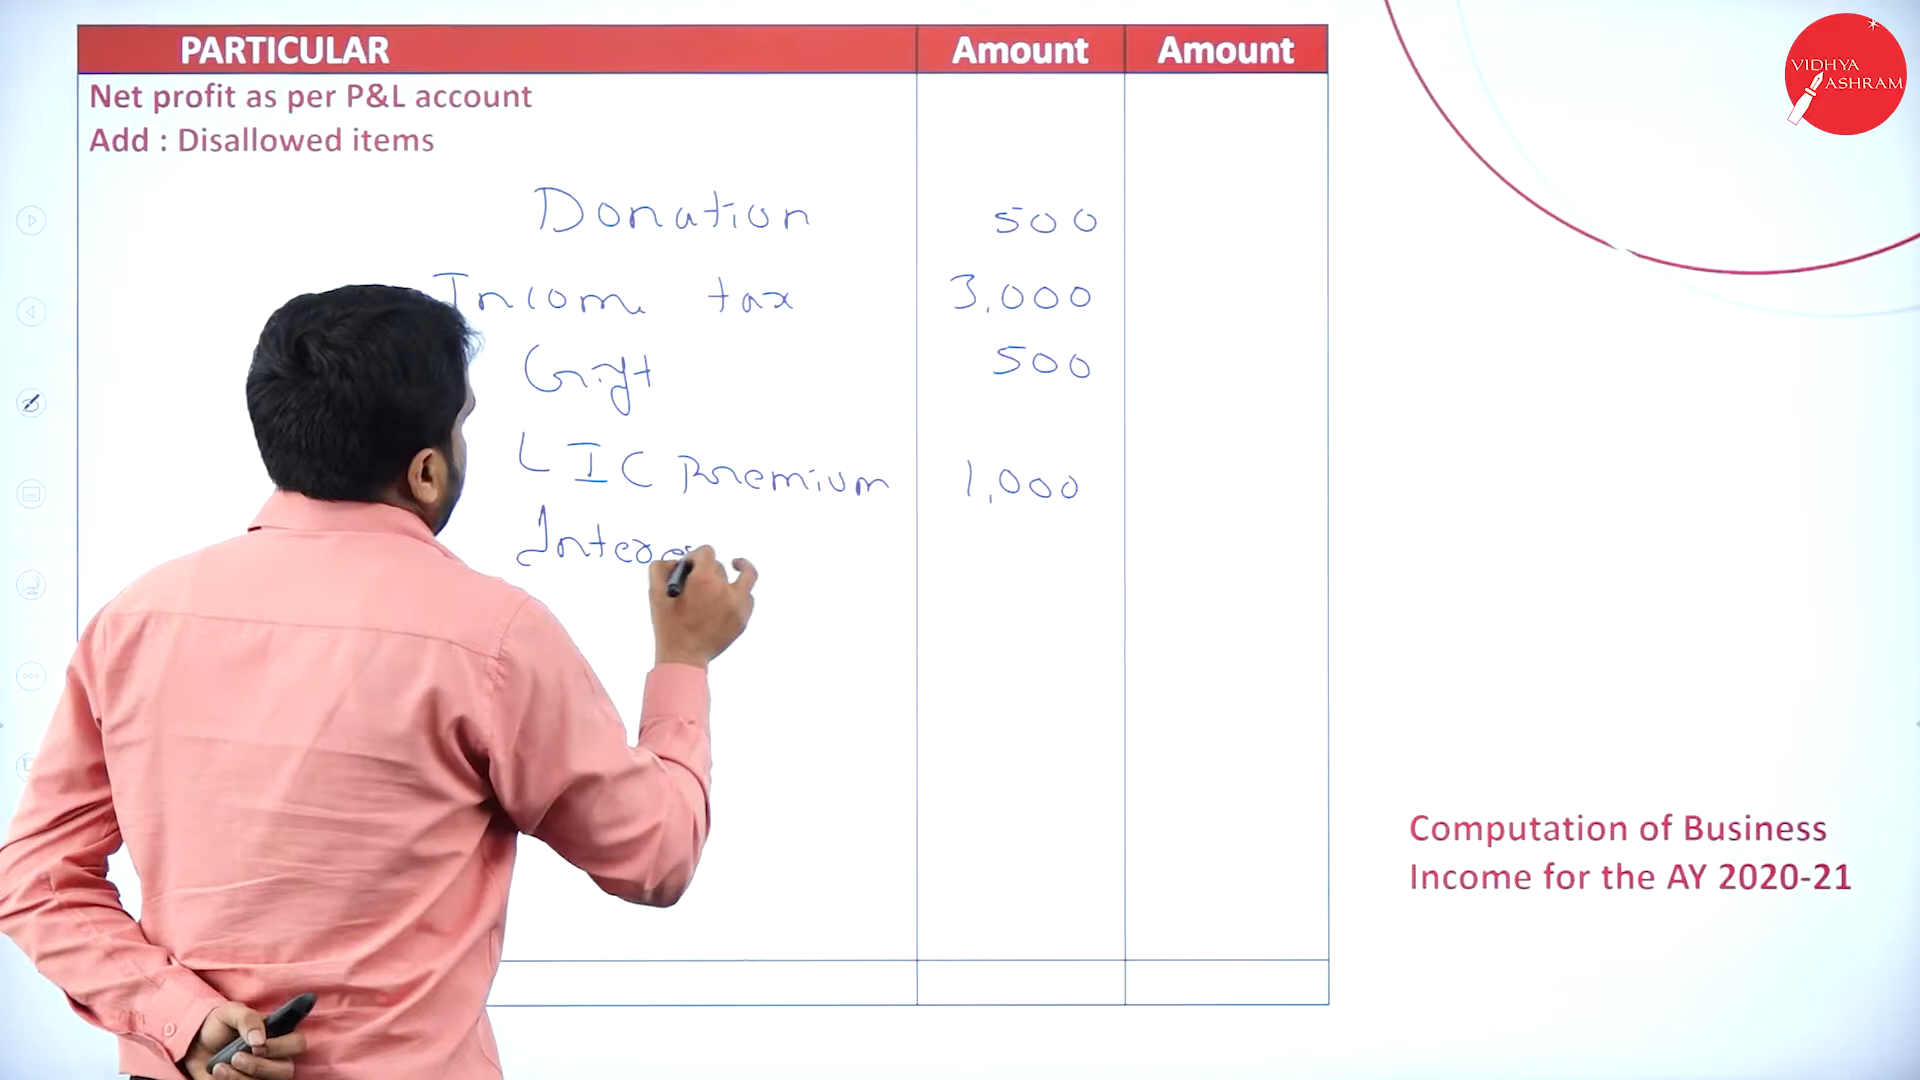 PARTICULAR Amount Amount
Net profit as per P&L account
Add : Disallowed items
Donation 500
Income tax 3,000
Gift 500
LIC Premium 1,000
VIDHYA
ASHRAM
Computation of Business
Income for the AY 2020-21